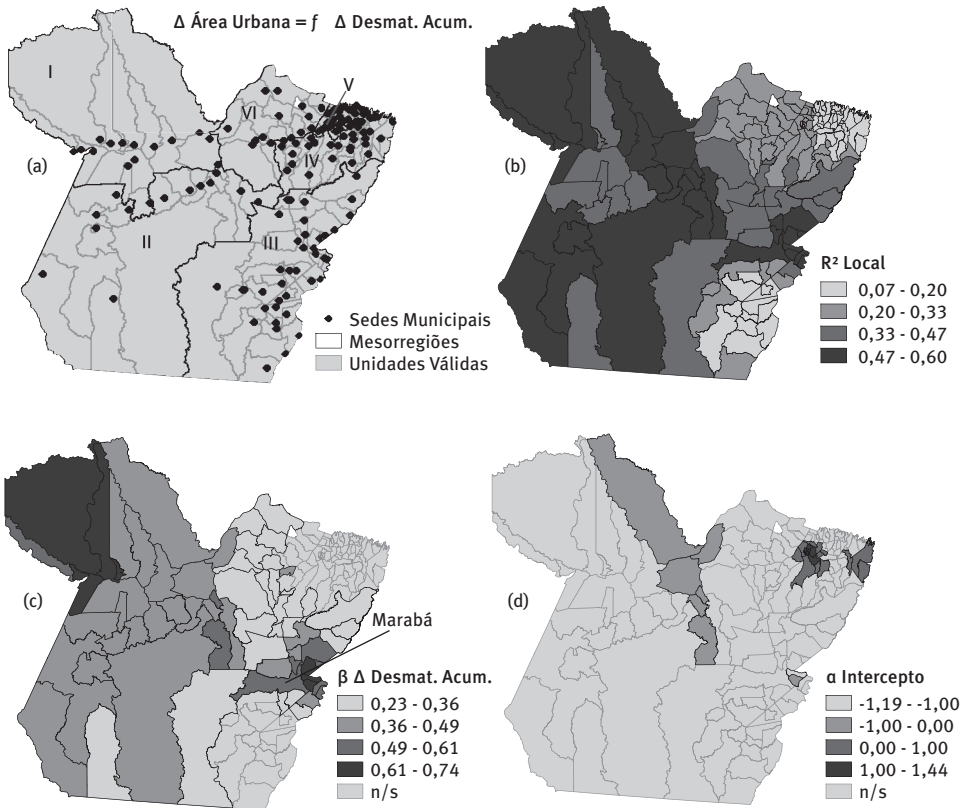 Δ Área Urbana = ƒ Δ Desmat. Acum.
I
V
VI
(a)
IV
II
III
Sedes Municipais
Mesorregiões
Unidades Válidas
(b)
R² Local
0,07 - 0,20
0,20 - 0,33
0,33 - 0,47
0,47 - 0,60
(c)
Marabá
β Δ Desmat. Acum.
0,23 - 0,36
0,36 - 0,49
0,49 - 0,61
0,61 - 0,74
n/s
(d)
α Intercepto
-1,19 - -1,00
-1,00 - 0,00
0,00 - 1,00
1,00 - 1,44
n/s